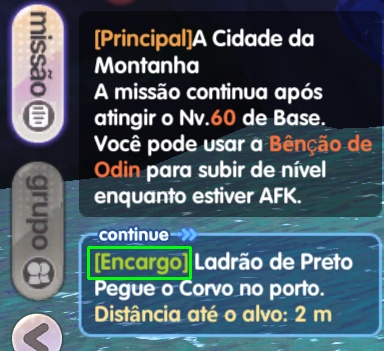 missão
[Principal]A Cidade da
Montanha
A missão continua após
atingir o Nv.60 de Base.
Você pode usar a Bênção de
Odin para subir de nível
enquanto estiver AFK.
grupo
continue
[Encargo] Ladrão de Preto
Pegue o Corvo no porto.
Distância até o alvo: 2 m